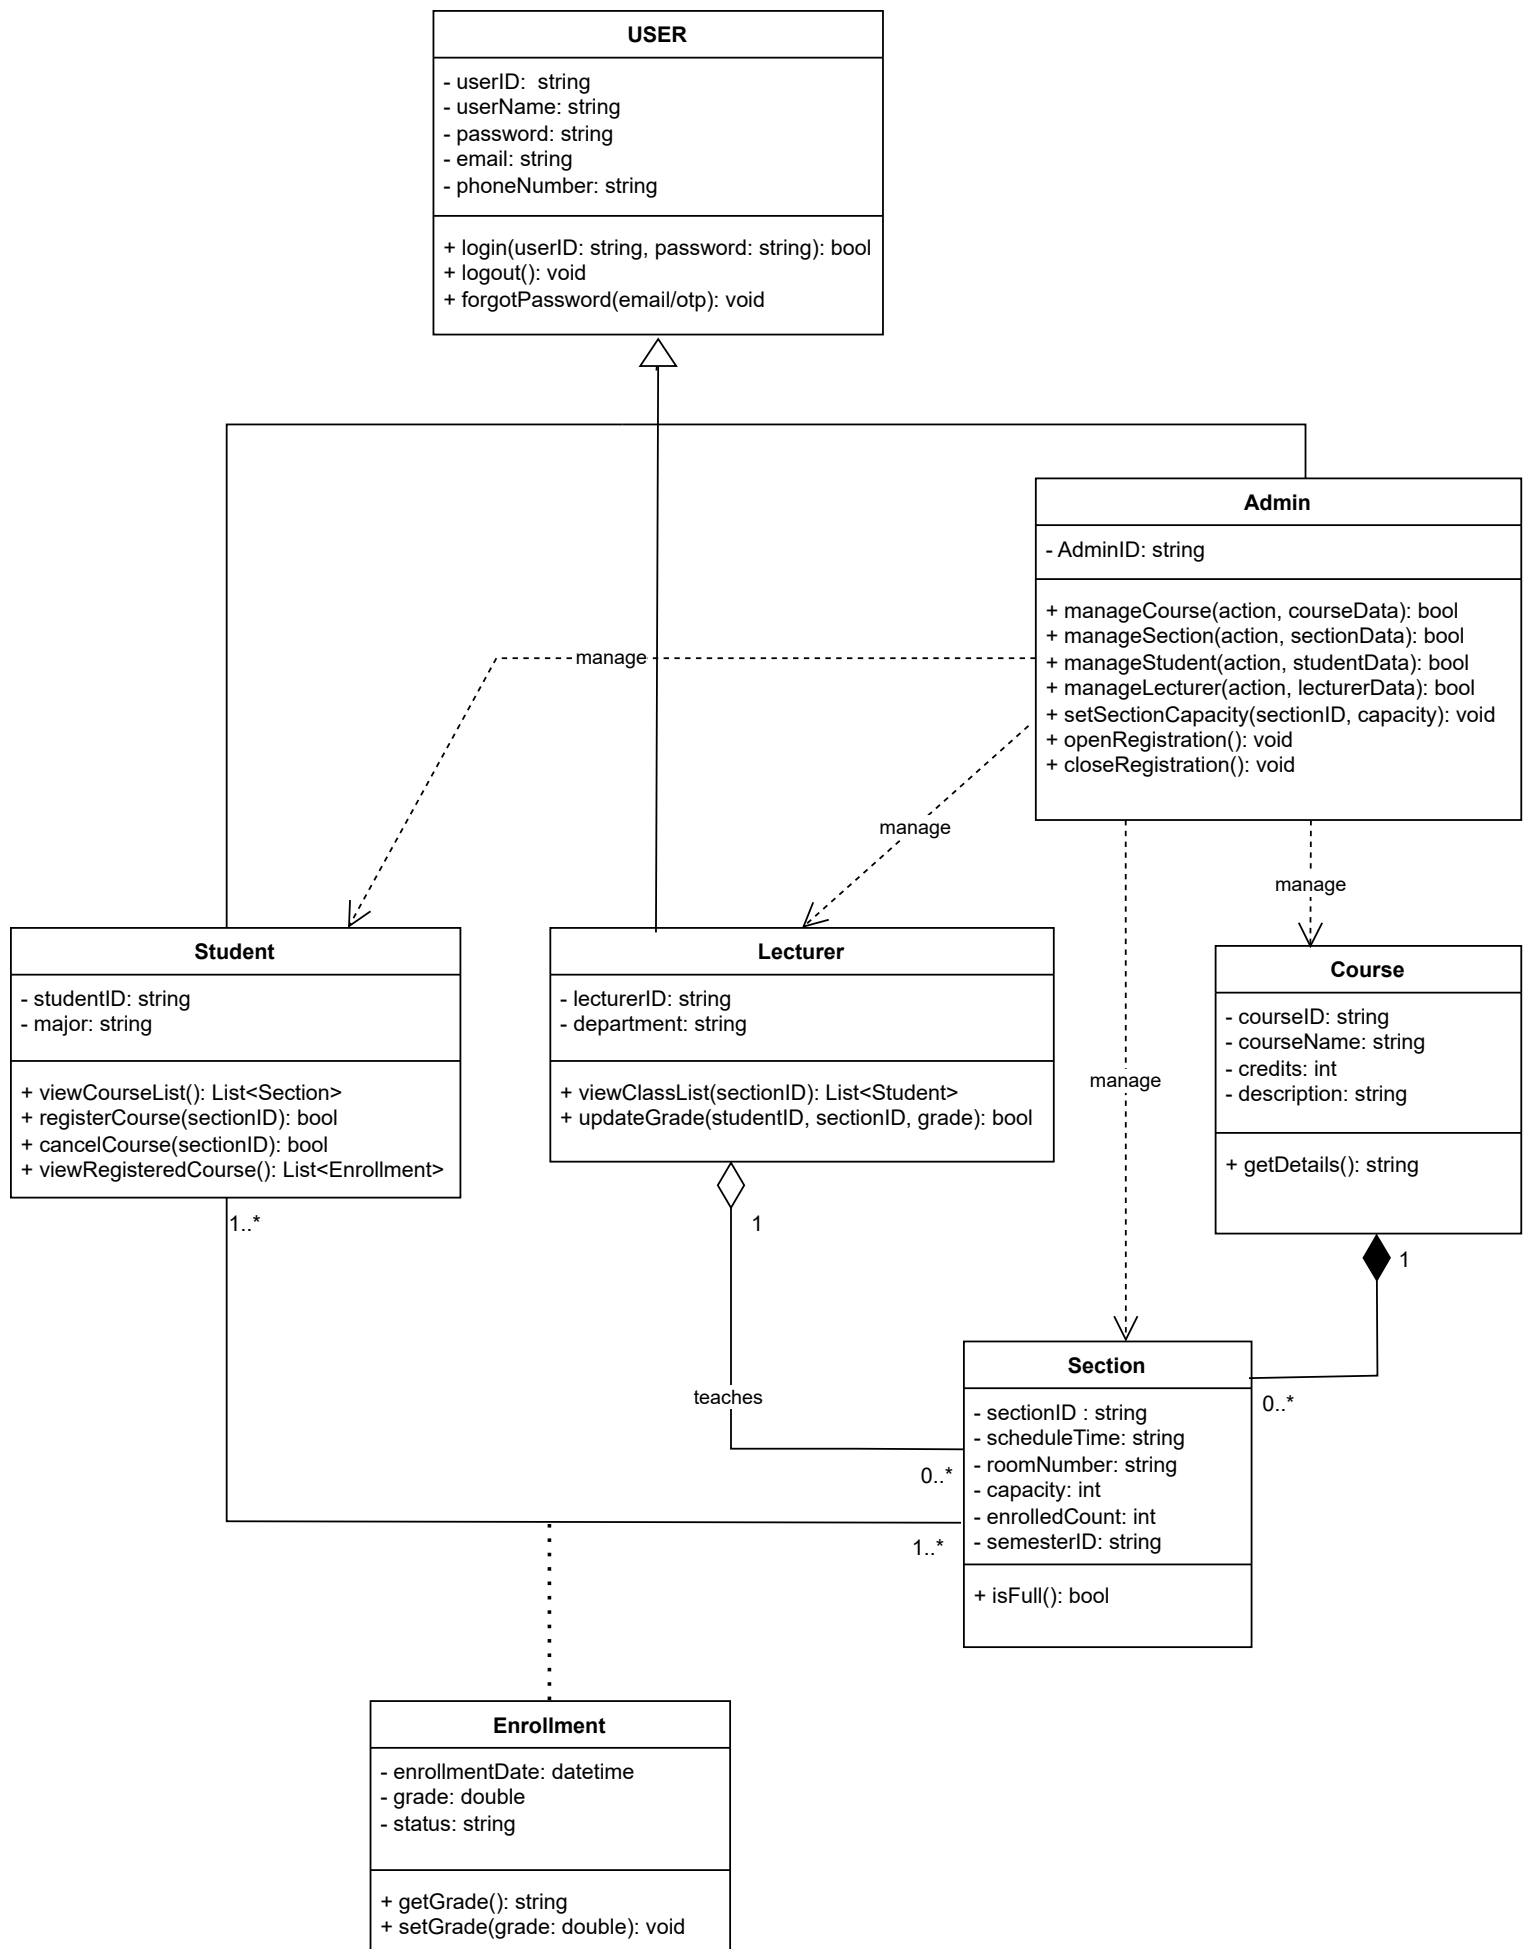 USER
- userID:  string
- userName: string
- password: string
- email: string
- phoneNumber: string
+ login(userID: string, password: string): bool
+ logout(): void
+ forgotPassword(email/otp): void
Admin
- AdminID: string
+ manageCourse(action, courseData): bool
+ manageSection(action, sectionData): bool
+ manageStudent(action, studentData): bool
+ manageLecturer(action, lecturerData): bool
+ setSectionCapacity(sectionID, capacity): void
+ openRegistration(): void
+ closeRegistration(): void
manage
manage
manage
manage
Student
- studentID: string
- major: string
+ viewCourseList(): List<Section>
+ registerCourse(sectionID): bool
+ cancelCourse(sectionID): bool
+ viewRegisteredCourse(): List<Enrollment>
1..*
Lecturer
- lecturerID: string
- department: string
+ viewClassList(sectionID): List<Student>
+ updateGrade(studentID, sectionID, grade): bool
1
teaches
0..*
1..*
Course
- courseID: string
- courseName: string
- credits: int
- description: string
+ getDetails(): string
1
0..*
Section
- sectionID : string
- scheduleTime: string
- roomNumber: string
- capacity: int
- enrolledCount: int
- semesterID: string
+ isFull(): bool
Enrollment
- enrollmentDate: datetime
- grade: double
- status: string
+ getGrade(): string
+ setGrade(grade: double): void